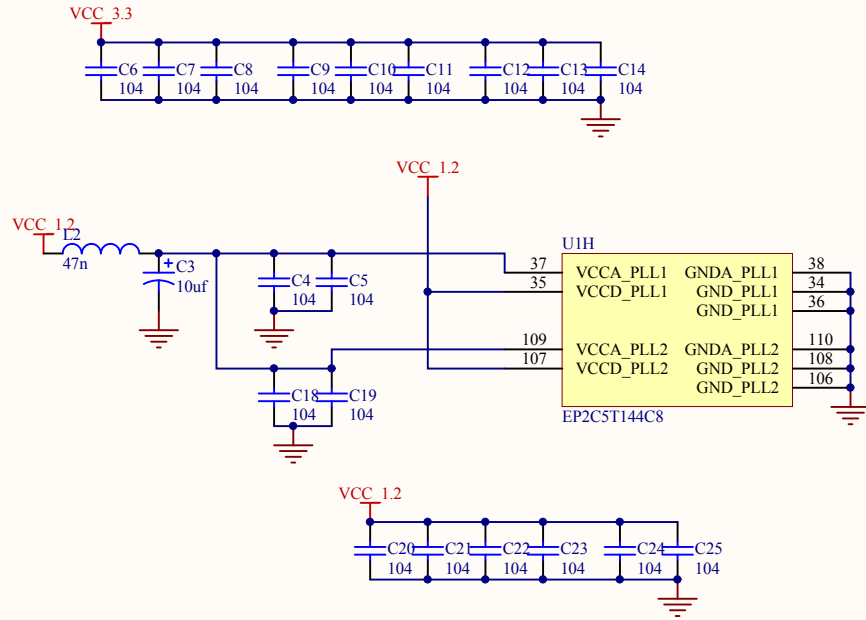 VCC_3.3
C6 C7 C8 C9 C10 C11 C12 C13 C14
104 104 104 104 104 104 104 104 104
VCC_1.2
VCC_1.2
L2
47n
C3
10uf
C4 C5
104 104
C18 C19
104 104
U1H
37 VCCA_PLL1 GNDA_PLL1 38
35 VCCD_PLL1 GND_PLL1 34
GND_PLL1 36
109 VCCA_PLL2 GNDA_PLL2 110
107 VCCD_PLL2 GND_PLL2 108
GND_PLL2 106
EP2C5T144C8
VCC_1.2
C20 C21 C22 C23 C24 C25
104 104 104 104 104 104